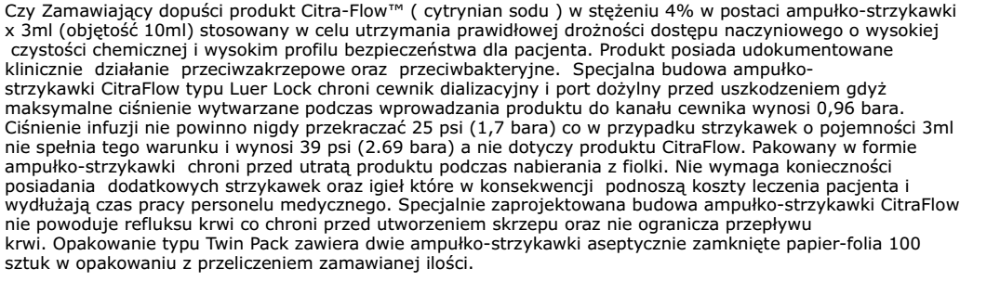 Czy Zamawiający dopuści produkt Citra-Flow™ ( cytrynian sodu ) w stężeniu 4% w postaci ampułko-strzykawki
x 3ml (objętość 10ml) stosowany w celu utrzymania prawidłowej drożności dostępu naczyniowego o wysokiej
czystości chemicznej i wysokim profilu bezpieczeństwa dla pacjenta. Produkt posiada udokumentowane
klinicznie działanie przeciwzakrzepowe oraz przeciwbakteryjne. Specjalna budowa ampułko-
strzykawki CitraFlow typu Luer Lock chroni cewnik dializacyjny i port dożylny przed uszkodzeniem gdyż
maksymalne ciśnienie wytwarzane podczas wprowadzania produktu do kanału cewnika wynosi 0,96 bara.
Ciśnienie infuzji nie powinno nigdy przekraczać 25 psi (1,7 bara) co w przypadku strzykawek o pojemności 3ml
nie spełnia tego warunku i wynosi 39 psi (2.69 bara) a nie dotyczy produktu CitraFlow. Pakowany w formie
ampułko-strzykawki chroni przed utratą produktu podczas nabierania z fiolki. Nie wymaga konieczności
posiadania dodatkowych strzykawek oraz igieł które w konsekwencji podnoszą koszty leczenia pacjenta i
wydłużają czas pracy personelu medycznego. Specjalnie zaprojektowana budowa ampułko-strzykawki CitraFlow
nie powoduje refluksu krwi co chroni przed utworzeniem skrzepu oraz nie ogranicza przepływu
krwi. Opakowanie typu Twin Pack zawiera dwie ampułko-strzykawki aseptycznie zamknięte papier-folia 100
sztuk w opakowaniu z przeliczeniem zamawianej ilości.